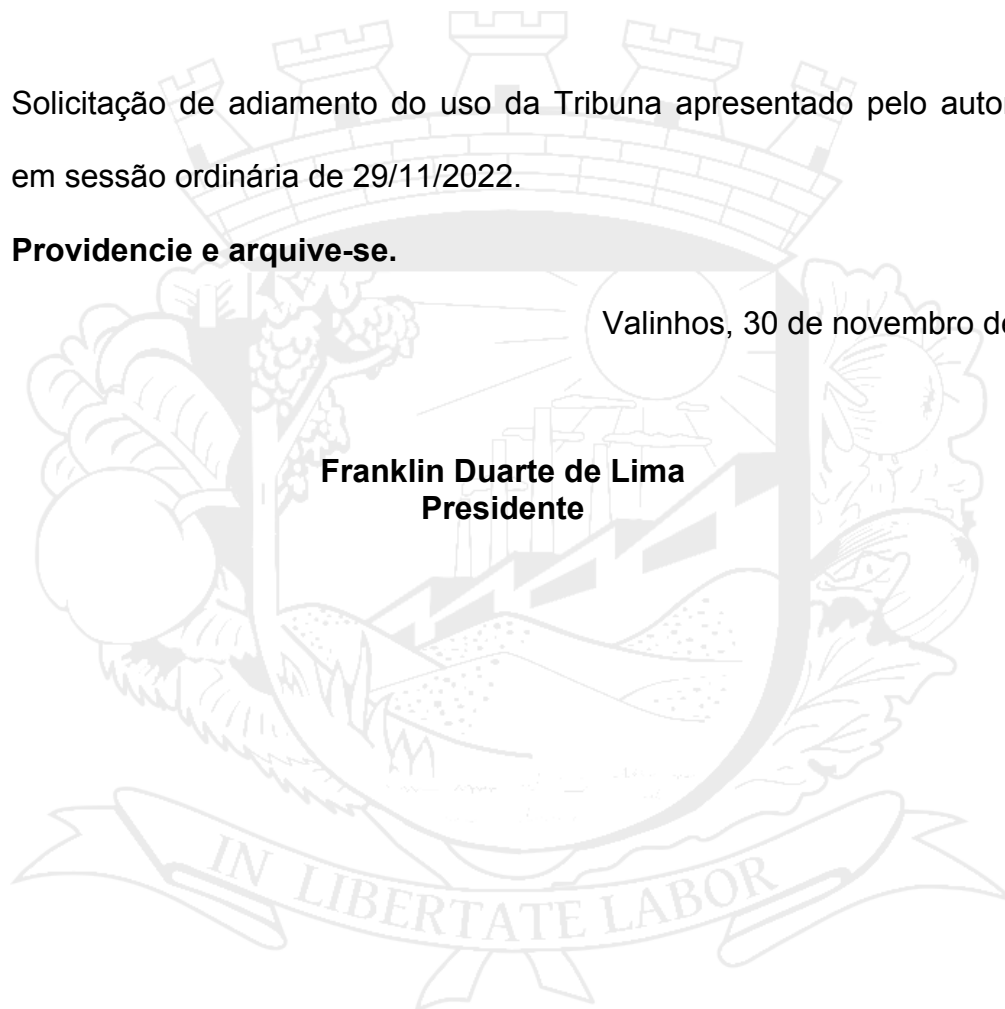 Solicitação de adiamento do uso da Tribuna apresentado pelo autor
em sessão ordinária de 29/11/2022.
Providencie e arquive-se.
Valinhos, 30 de novembro de
Franklin Duarte de Lima
Presidente
IN LIBERTATE LABOR